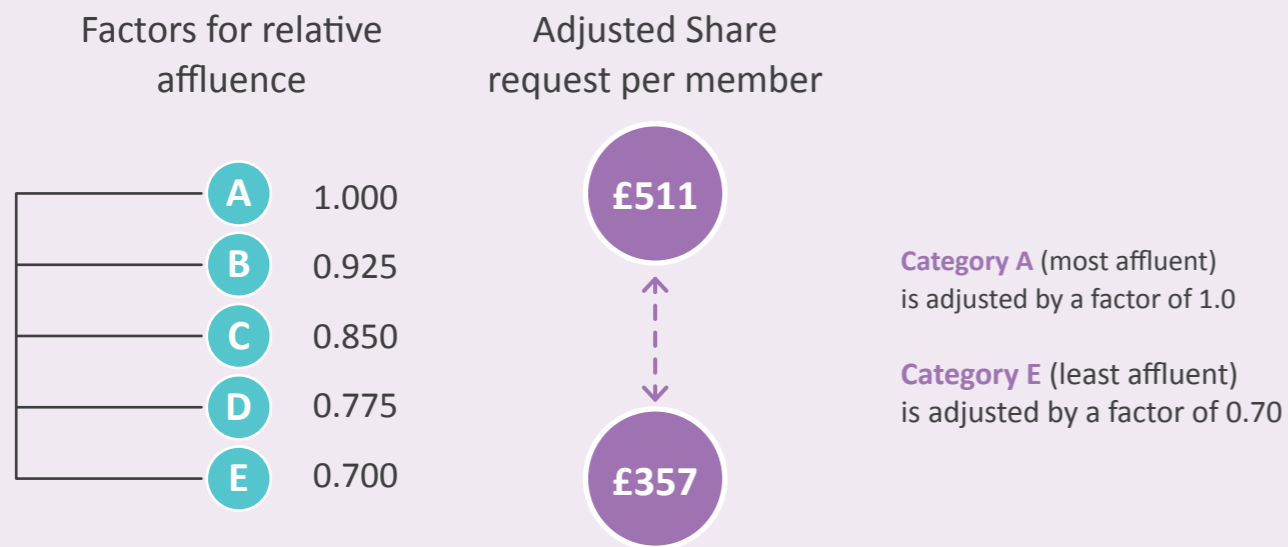 Factors for relative
affluence
Adjusted Share
request per member
A 1.000
B 0.925
C 0.850
D 0.775
E 0.700
£511
£357
Category A (most affluent)
is adjusted by a factor of 1.0
Category E (least affluent)
is adjusted by a factor of 0.70